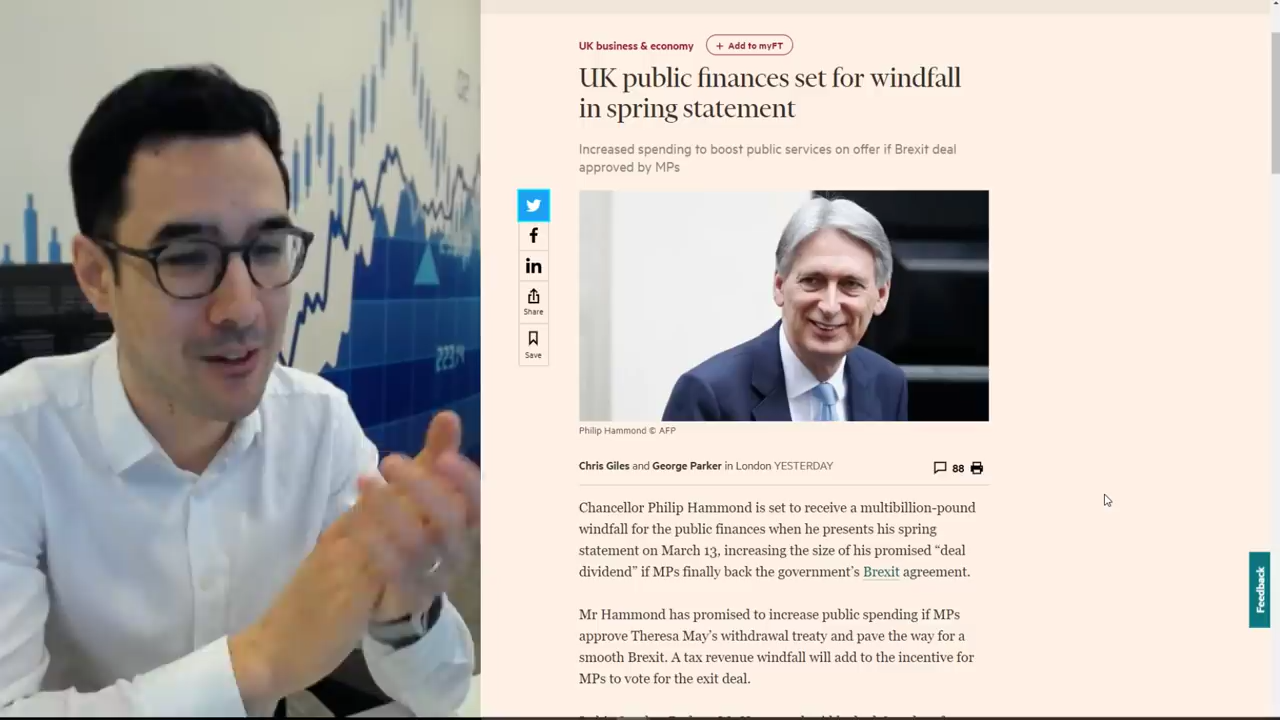 UK business & economy
+ Add to myFT
UK public finances set for windfall
in spring statement
Increased spending to boost public services on offer if Brexit deal
approved by MPs
Share
Save
Philip Hammond © AFP
Chris Giles and George Parker in London YESTERDAY
88
Chancellor Philip Hammond is set to receive a multibillion-pound
windfall for the public finances when he presents his spring
statement on March 13, increasing the size of his promised “deal
dividend” if MPs finally back the government’s Brexit agreement.
Mr Hammond has promised to increase public spending if MPs
approve Theresa May’s withdrawal treaty and pave the way for a
smooth Brexit. A tax revenue windfall will add to the incentive for
MPs to vote for the exit deal.
Feedback